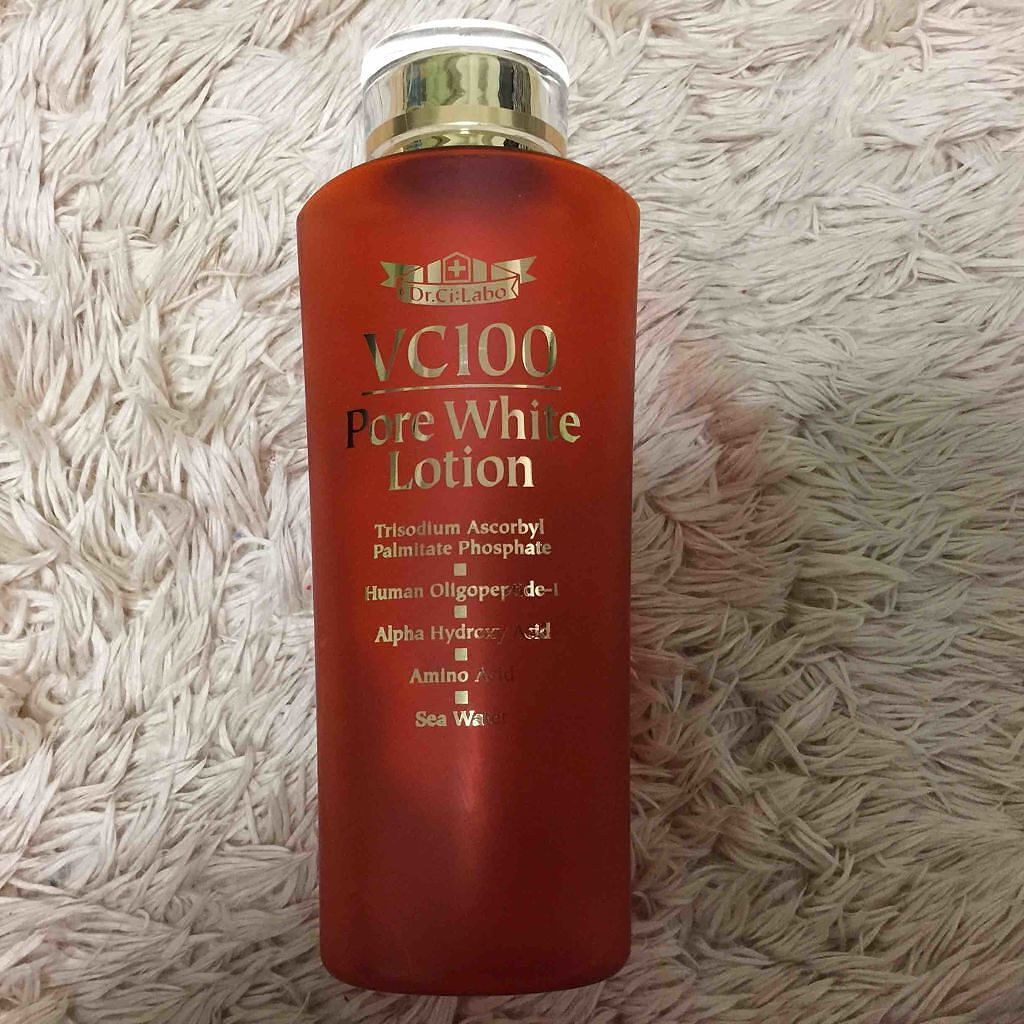 Dr.Ci:Labo
VC100
Pore White
Lotion
Trisodium Ascorbyl
Palmitate Phosphate
Human Oligopeptide-1
Alpha Hydroxy Acid
Amino Acid
Sea Water